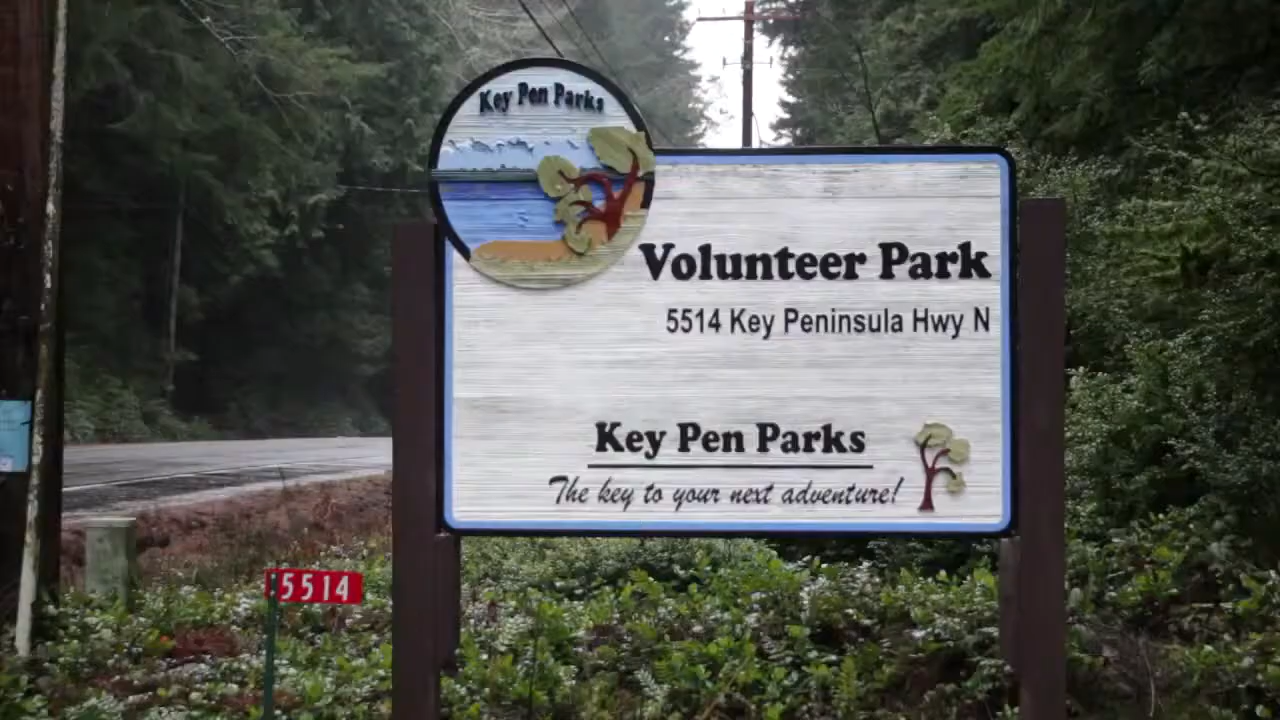 Key Pen Parks
Volunteer Park
5514 Key Peninsula Hwy N
Key Pen Parks
The key to your next adventure!
5514